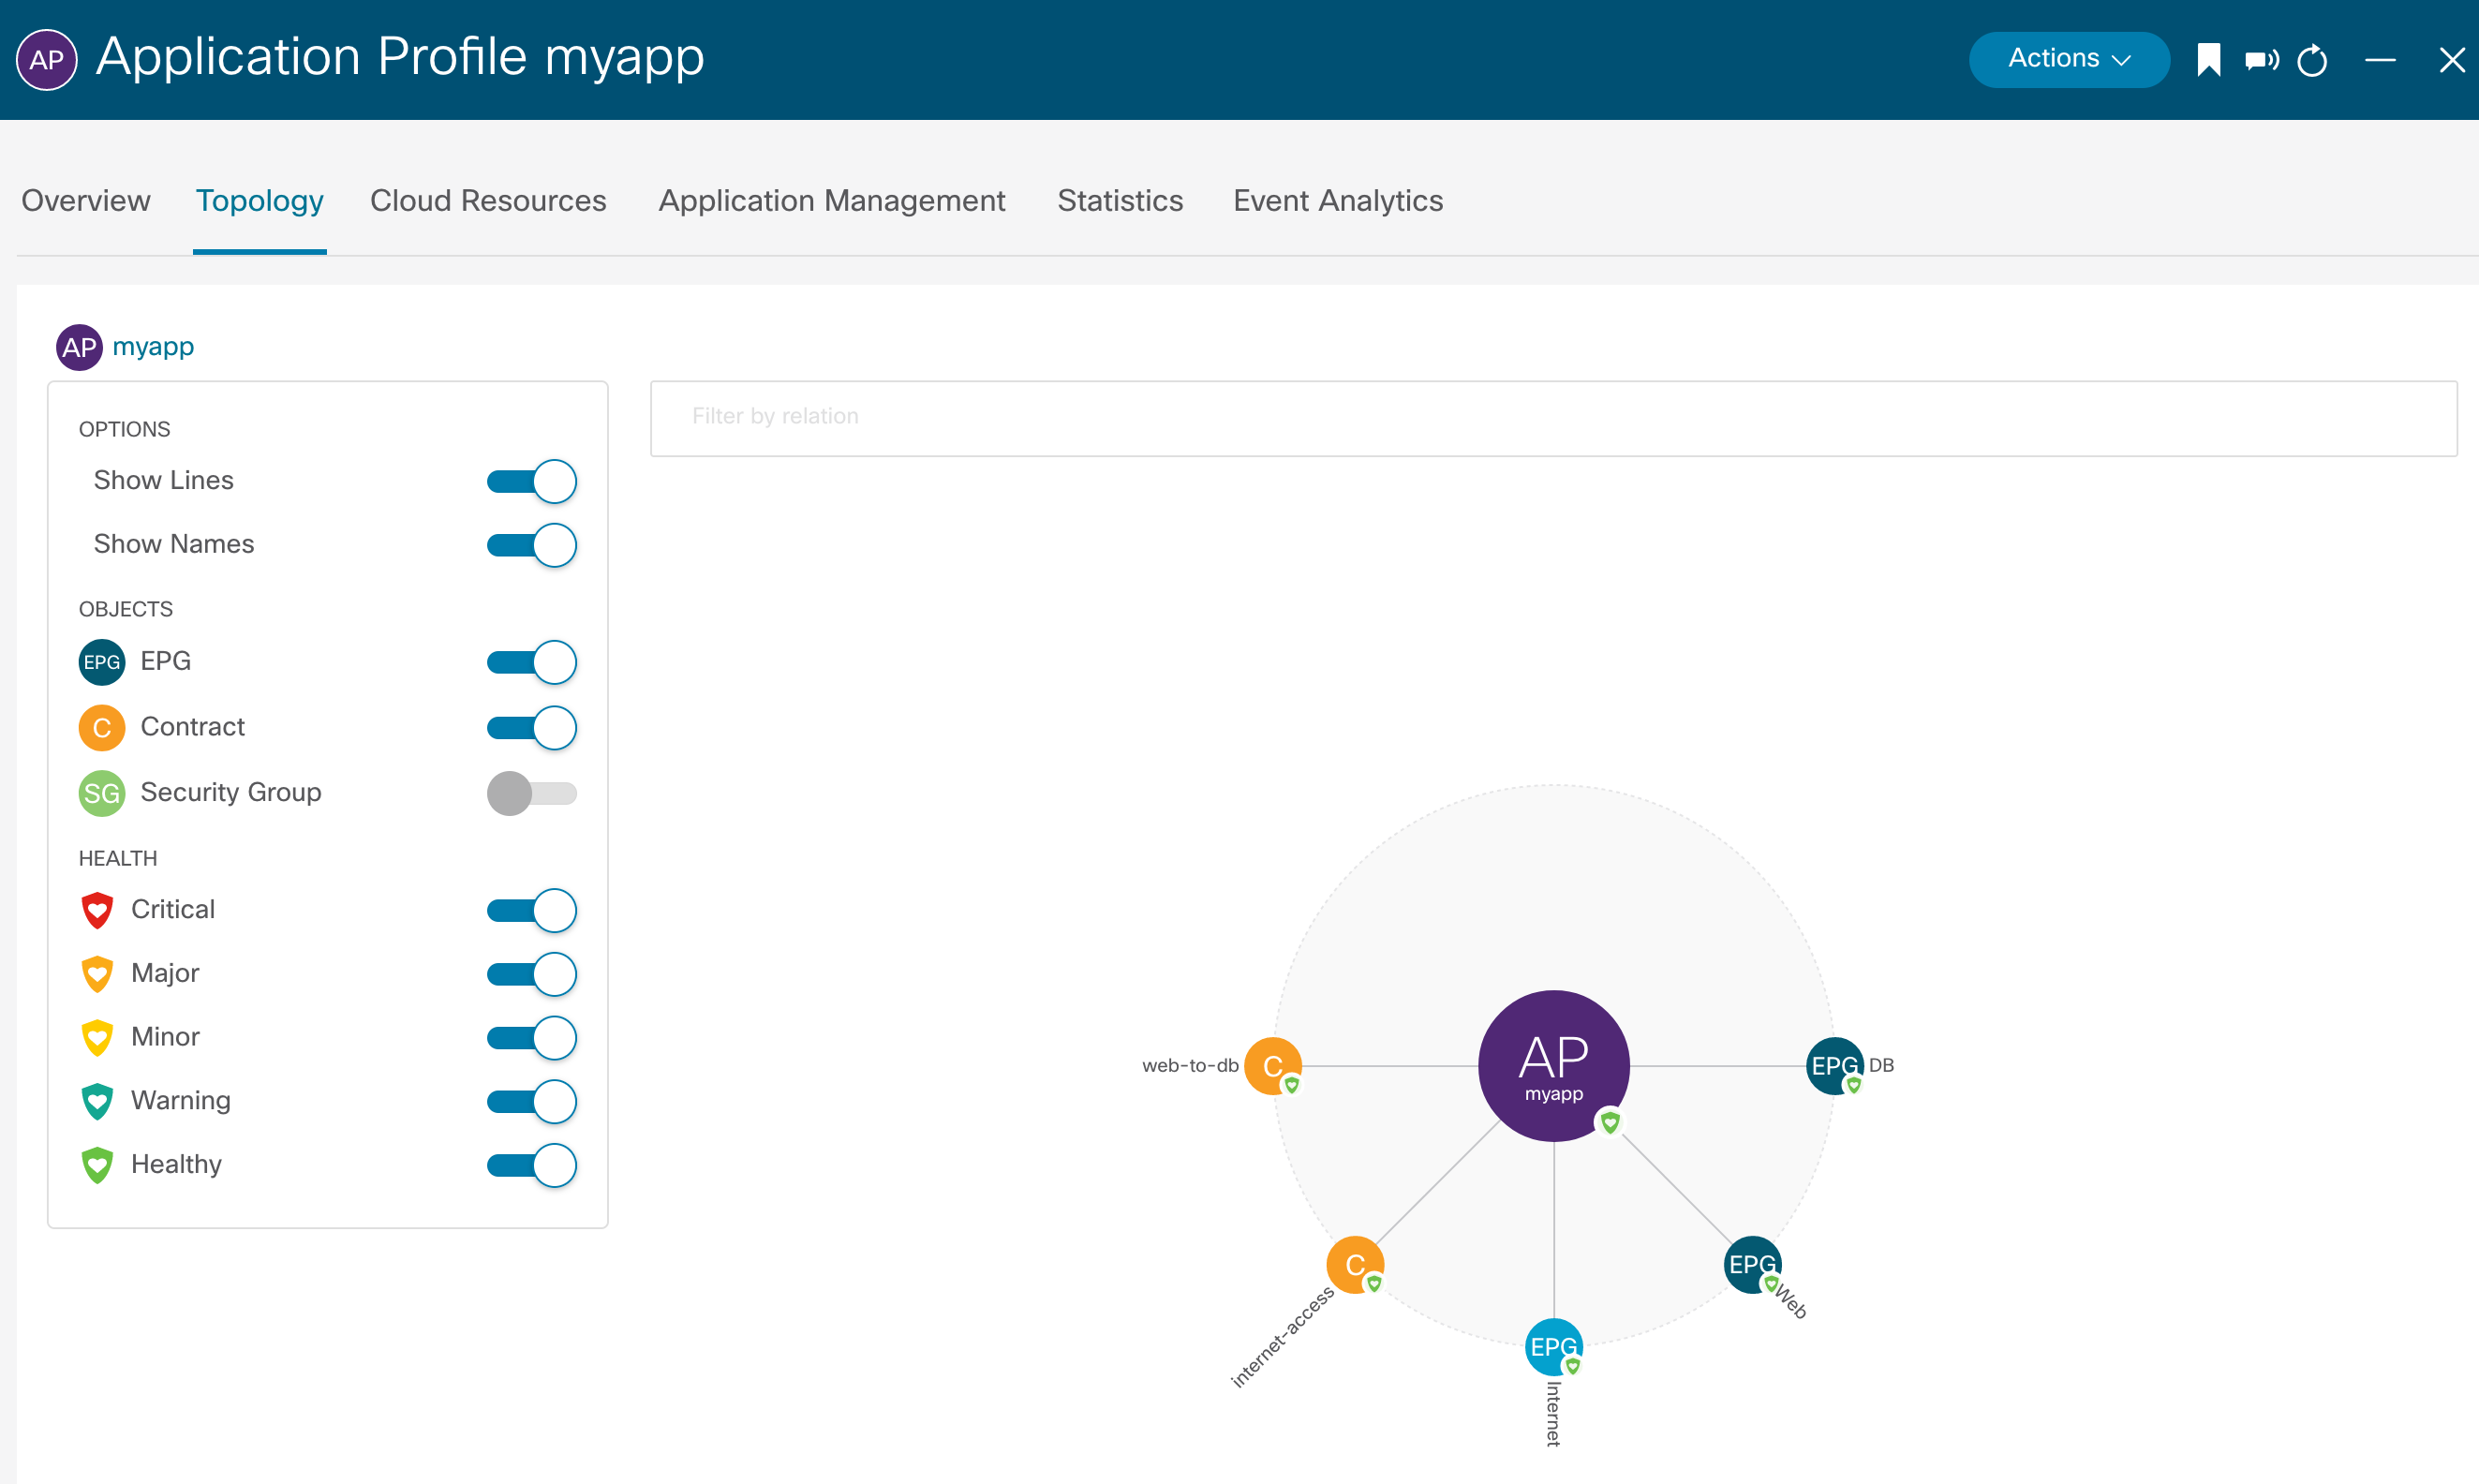 AP Application Profile myapp
Actions
Overview Topology Cloud Resources Application Management Statistics Event Analytics
AP myapp
Filter by relation
OPTIONS
Show Lines
Show Names
OBJECTS
EPG EPG
C Contract
SG Security Group
HEALTH
Critical
Major
Minor
Warning
Healthy
web-to-db C
AP
myapp
EPG DB
C
internet-access
EPG
Web
EPG
Internet